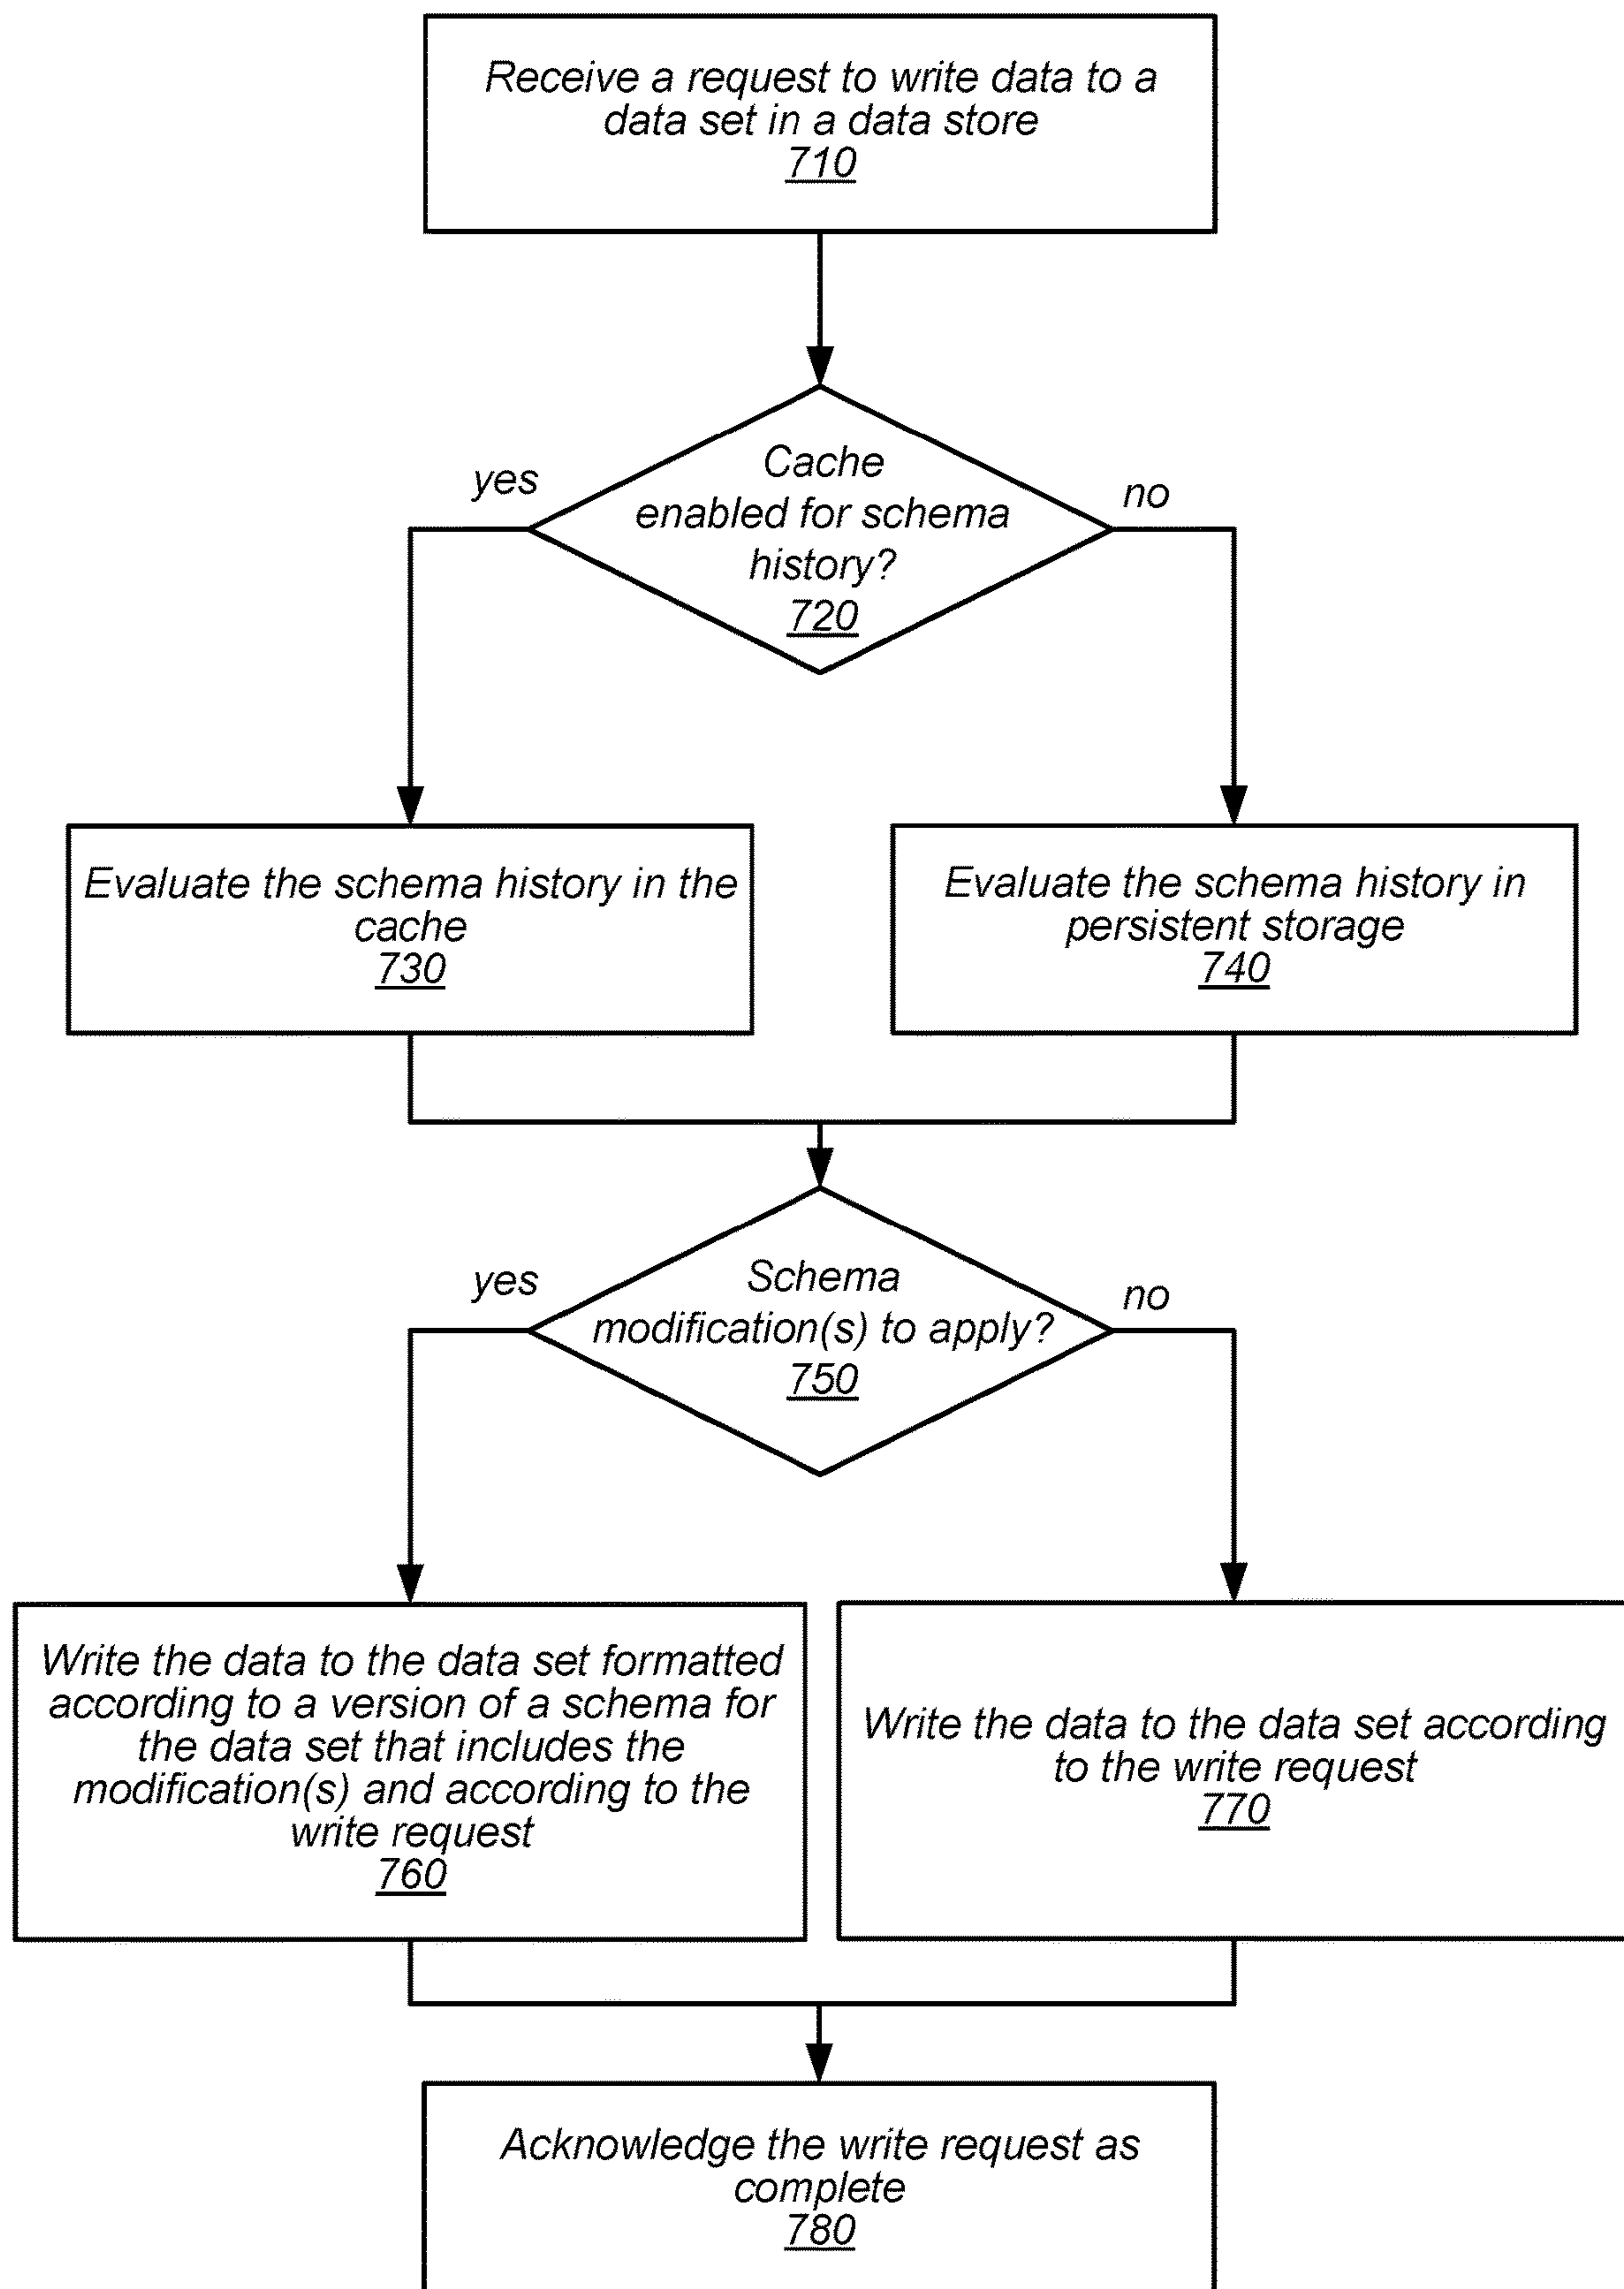 Receive a request to write data to a
data set in a data store
710
Cache
enabled for schema
history?
720
yes
no
Evaluate the schema history in the
cache
730
Evaluate the schema history in
persistent storage
740
Schema
modification(s) to apply?
750
yes
no
Write the data to the data set formatted
according to a version of a schema for
the data set that includes the
modification(s) and according to the
write request
760
Write the data to the data set according
to the write request
770
Acknowledge the write request as
complete
780